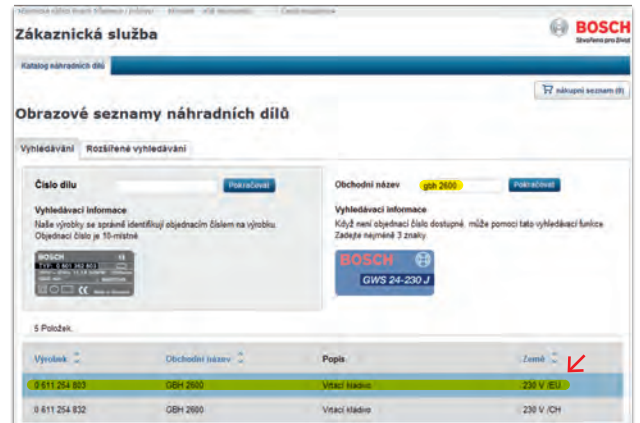 Zákaznická služba
BOSCH
Stvořeno pro život
Katalog náhradních dílů
nákupní seznam (0)
Obrazové seznamy náhradních dílů
Vyhledávání Rozšířené vyhledávání
Číslo dílu Pokračovat
Obchodní název gbh 2600 Pokračovat
Vyhledávací informace
Naše výrobky se správně identifikují objednacím číslem na výrobku.
Objednací číslo je 10-místné.
Vyhledávací informace
Když není objednací číslo dostupné, může pomoci tato vyhledávací funkce.
Zadejte nejméně 3 znaky.
BOSCH
BOSCH
GWS 24-230 J
5 Položek.
Výrobek Obchodní název Popis Země
0 611 254 803 GBH 2600 Vrtací kladivo 230 V /EU
0 611 254 832 GBH 2600 Vrtací kladivo 230 V /CH